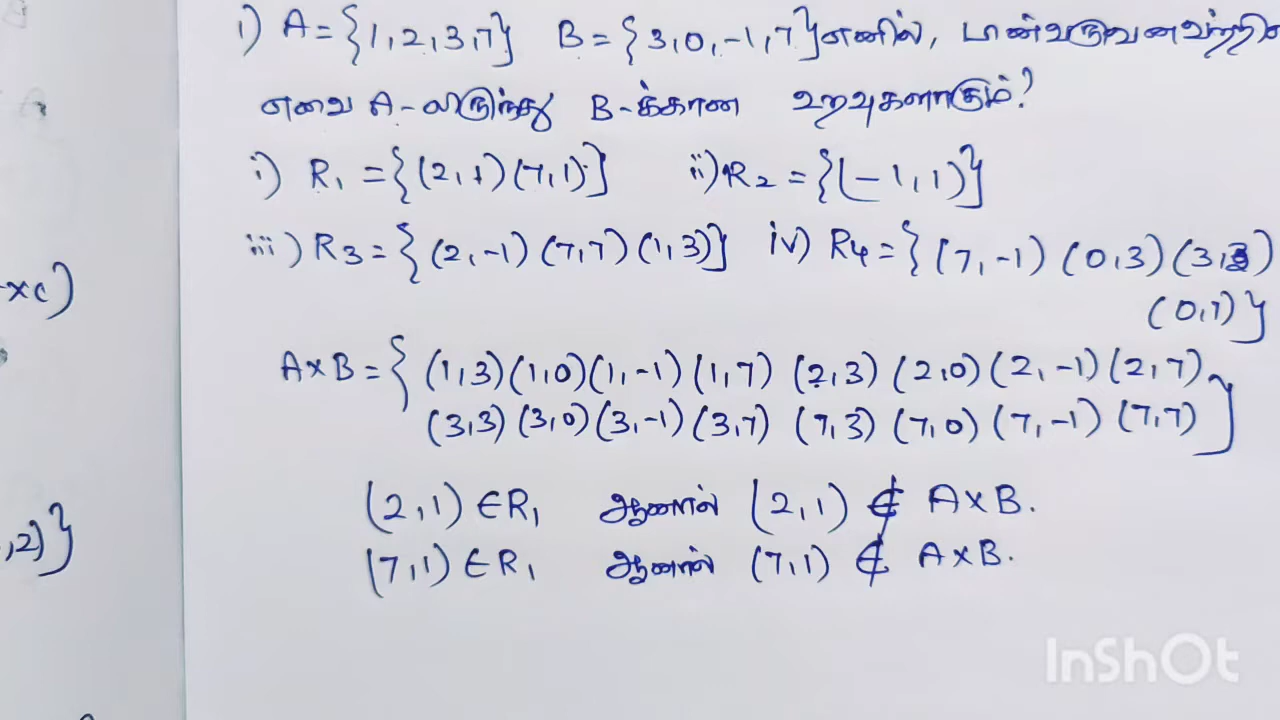 i) A = {1, 2, 3, 7} B = {3, 0, -1, 7} எனில், பின்வருவனவற்றில்
எவை A-லிருந்து B-க்கான உறவுகளாகும்?
i) R₁ = {(2, 1) (7, 1)} ii) R₂ = {(-1, 1)}
iii) R₃ = {(2, -1) (7, 7) (1, 3)} iv) R₄ = {(7, -1) (0, 3) (3, 3)
(0, 7)}
-xc)
A×B = {(1, 3) (1, 0) (1, -1) (1, 7) (2, 3) (2, 0) (2, -1) (2, 7)
(3, 3) (3, 0) (3, -1) (3, 7) (7, 3) (7, 0) (7, -1) (7, 7)}
(2, 1) ∈ R₁ ஆனால் (2, 1) ∉ A×B.
,2)}
(7, 1) ∈ R₁ ஆனால் (7, 1) ∉ A×B.
InShOt